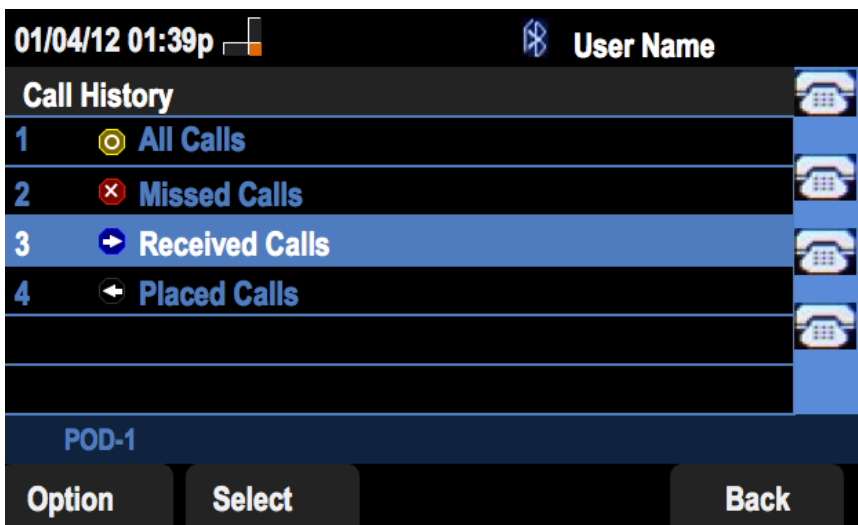 01/04/12 01:39p User Name
Call History
1 All Calls
2 Missed Calls
3 Received Calls
4 Placed Calls
POD-1
Option Select Back